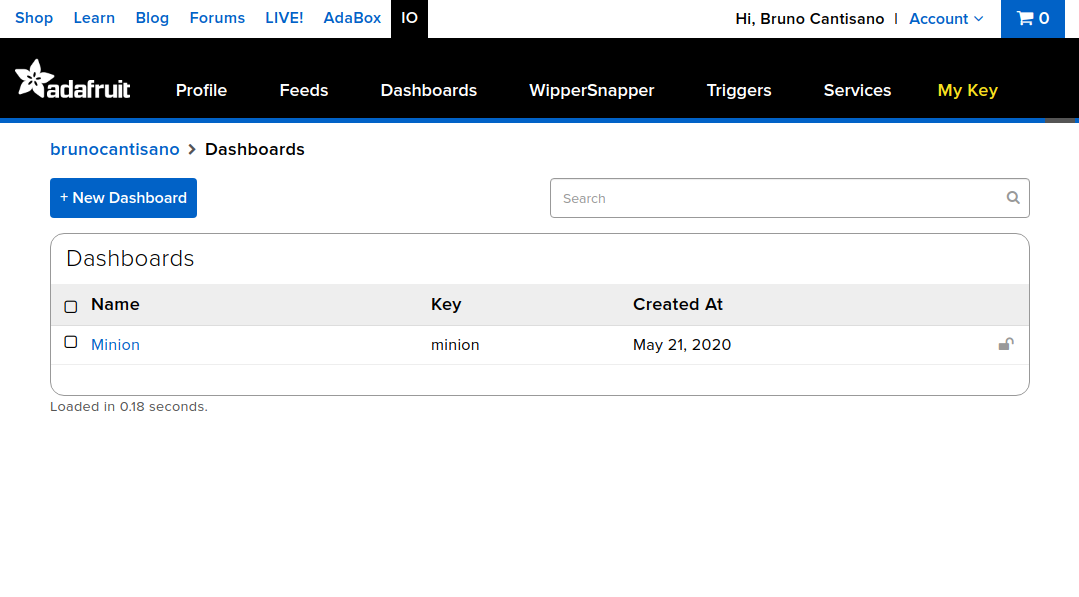 Shop Learn Blog Forums LIVE! AdaBox IO Hi, Bruno Cantisano | Account 0
adafruit Profile Feeds Dashboards WipperSnapper Triggers Services My Key
brunocantisano > Dashboards
+ New Dashboard Search
Dashboards
Name Key Created At
Minion minion May 21, 2020
Loaded in 0.18 seconds.